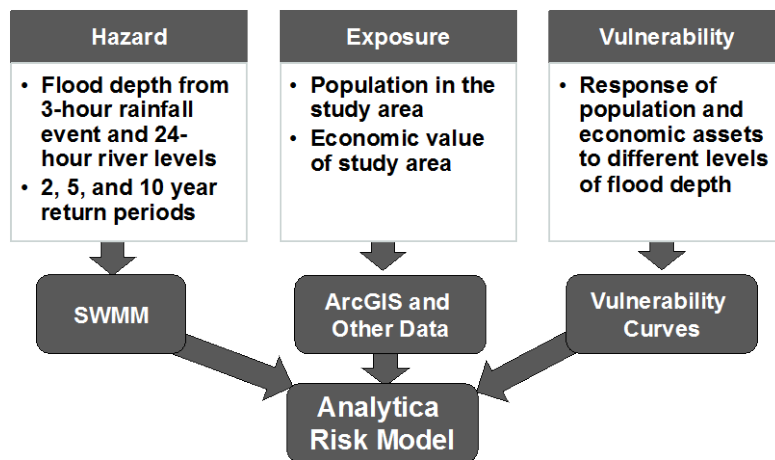 Hazard
• Flood depth from
3-hour rainfall
event and 24-
hour river levels
• 2, 5, and 10 year
return periods
Exposure
• Population in the
study area
• Economic value
of study area
Vulnerability
• Response of
population and
economic assets
to different levels
of flood depth
SWMM
ArcGIS and
Other Data
Vulnerability
Curves
Analytica
Risk Model